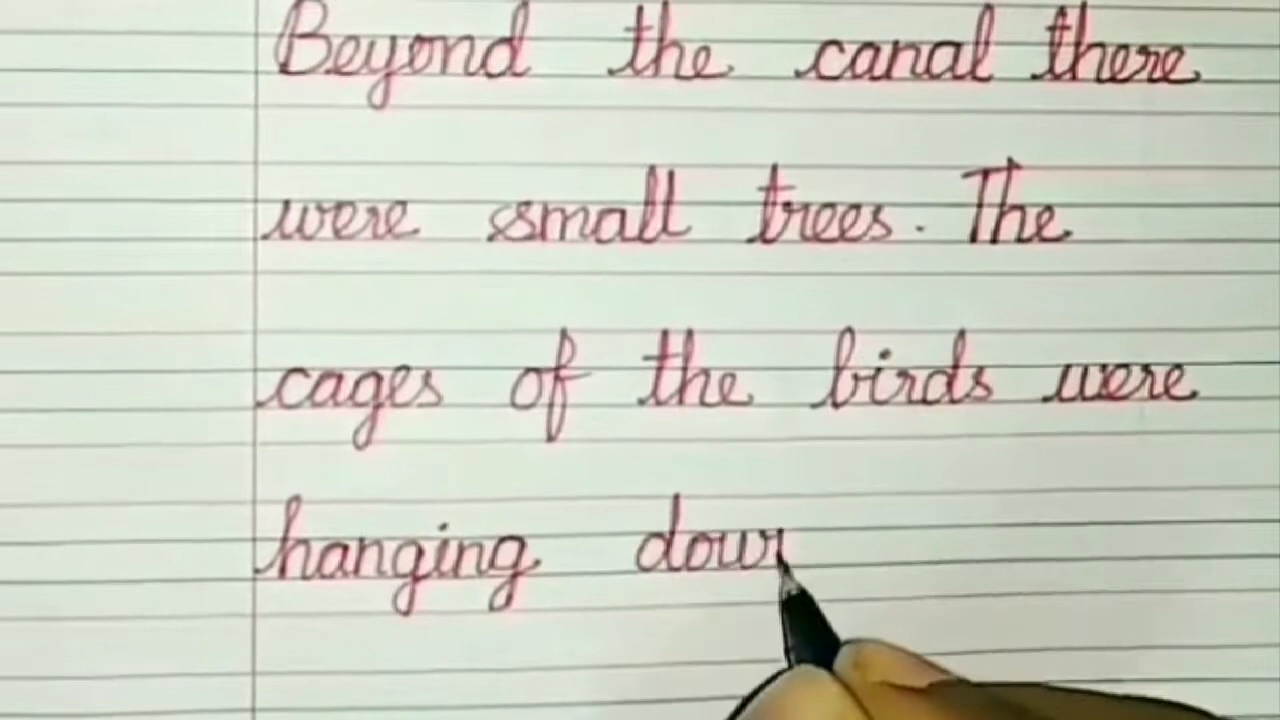 Beyond the canal there
were small trees. The
cages of the birds were
hanging dow